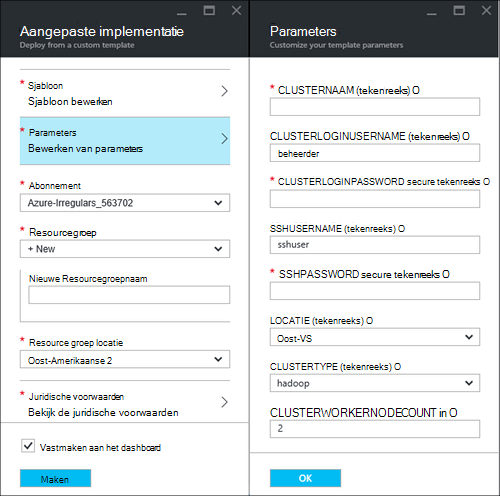 Aangepaste implementatie
Deploy from a custom template
* Sjabloon
Sjabloon bewerken
* Parameters
Bewerken van parameters
* Abonnement
Azure-Irregulars_563702
* Resourcegroep
+ New
Nieuwe Resourcegroepnaam
* Resource groep locatie
Oost-Amerikaanse 2
* Juridische voorwaarden
Bekijk de juridische voorwaarden
Vastmaken aan het dashboard
Maken
Parameters
Customize your template parameters
* CLUSTERNAAM (tekenreeks) O
CLUSTERLOGINUSERNAME (tekenreeks) O
beheerder
* CLUSTERLOGINPASSWORD secure tekenreeks O
SSHUSERNAME (tekenreeks) O
sshuser
* SSHPASSWORD secure tekenreeks O
LOCATIE (tekenreeks) O
Oost-VS
CLUSTERTYPE (tekenreeks) O
hadoop
CLUSTERWORKERNODECOUNT in O
2
OK